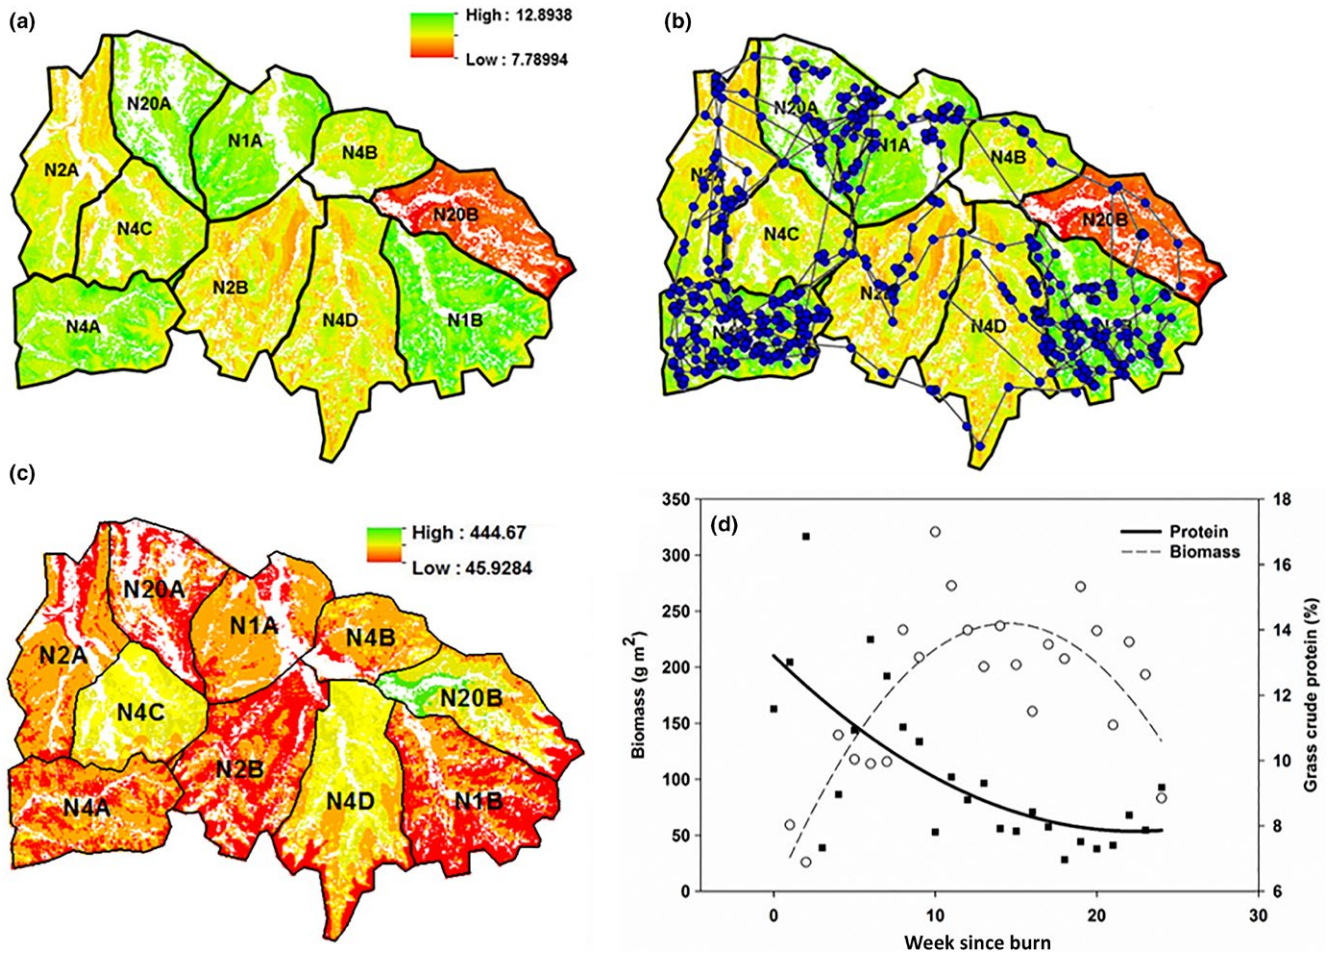 (a)
High : 12.8938
Low : 7.78994
N20A
N1A
N4B
N2A
N20B
N4C
N2B
N4A
N4D
N1B
(b)
N20A
N1A
N4B
N20B
N4C
N4D
(c)
High : 444.67
Low : 45.9284
N20A
N1A
N4B
N2A
N20B
N4C
N2B
N4A
N4D
N1B
(d)
Protein
Biomass
350
300
250
200
150
100
50
0
Biomass (g m2)
18
16
14
12
10
8
6
Grass crude protein (%)
0 10 20 30
Week since burn